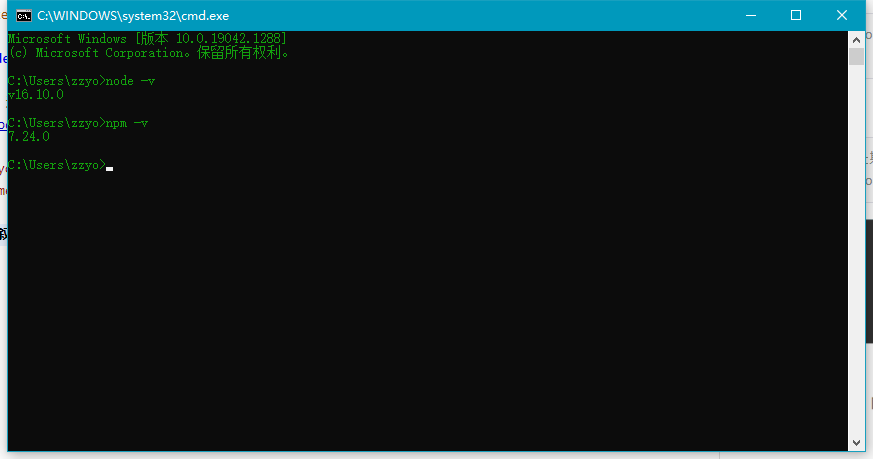 C:\WINDOWS\system32\cmd.exe
Microsoft Windows [版本 10.0.19042.1288]
(c) Microsoft Corporation。保留所有权利。
C:\Users\zzyo>node -v
v16.10.0
C:\Users\zzyo>npm -v
7.24.0
C:\Users\zzyo>